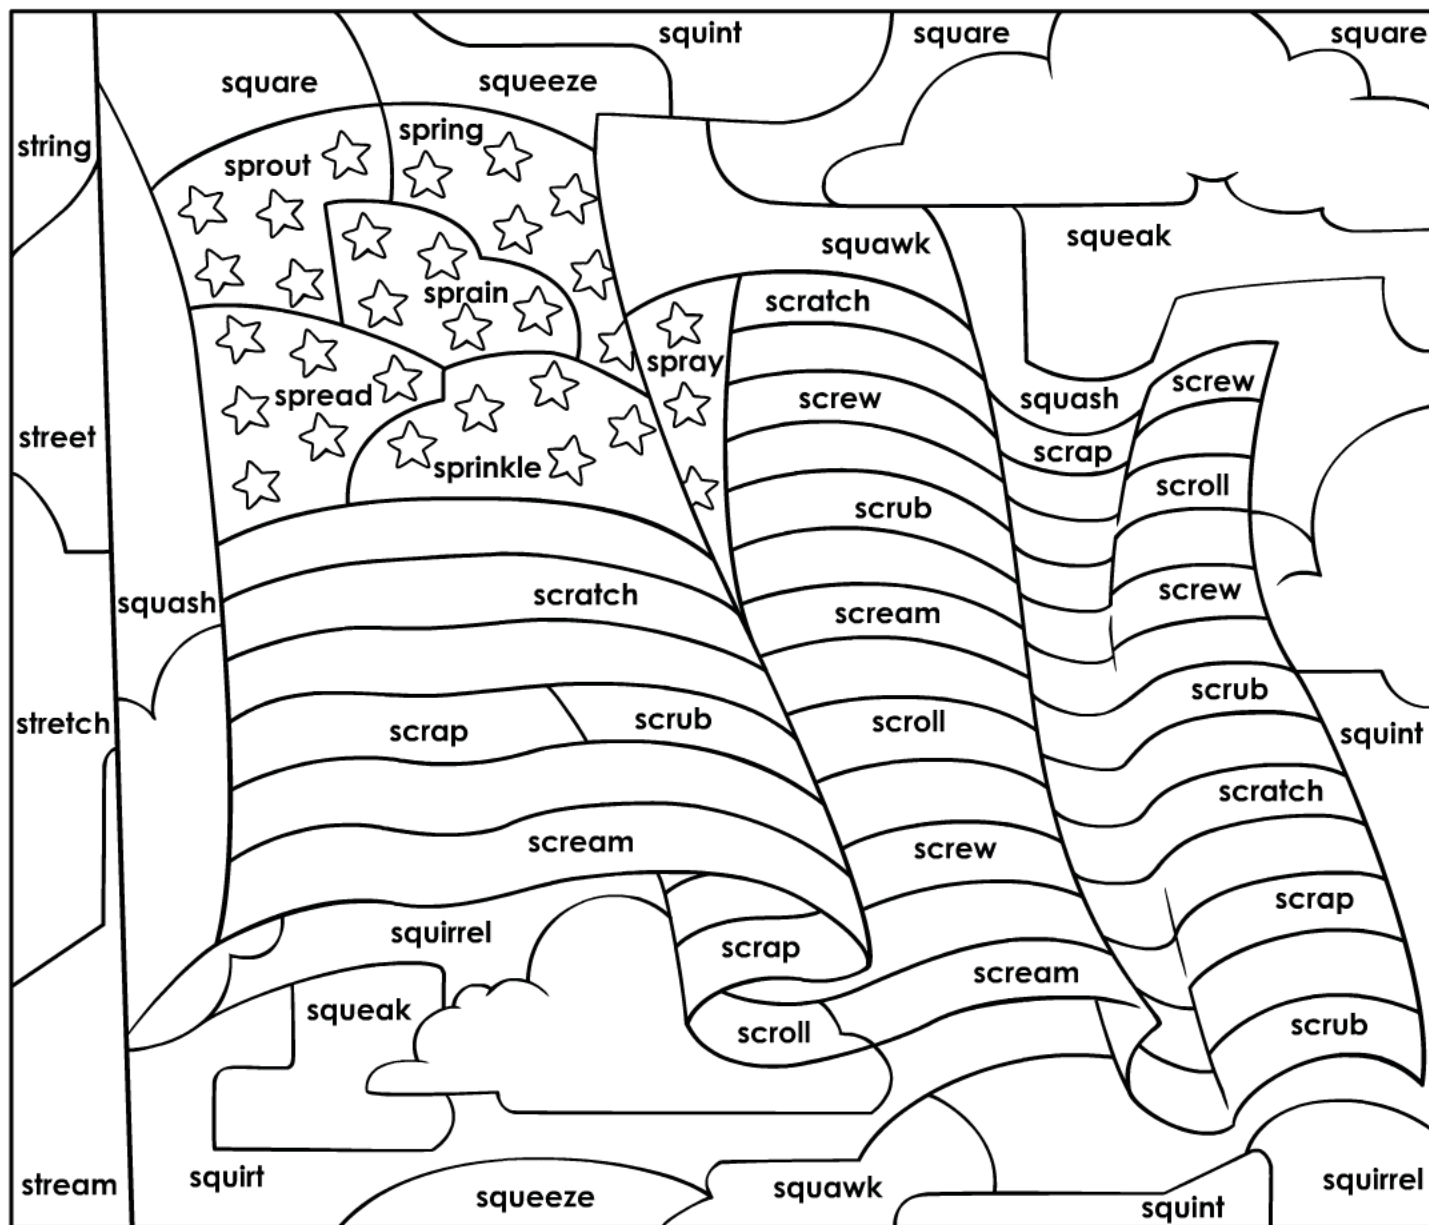 squint
square
square
square
squeeze
spring
string
sprout
squeak
squawk
sprain
scratch
spray
screw
spread
screw
squash
street
scrap
sprinkle
scroll
scrub
screw
scratch
squash
scream
scrub
scrub
scroll
stretch
scrap
squint
scratch
scream
screw
scrap
squirrel
scrap
scream
squeak
scrub
scroll
squirt
squirrel
stream
squawk
squeeze
squint